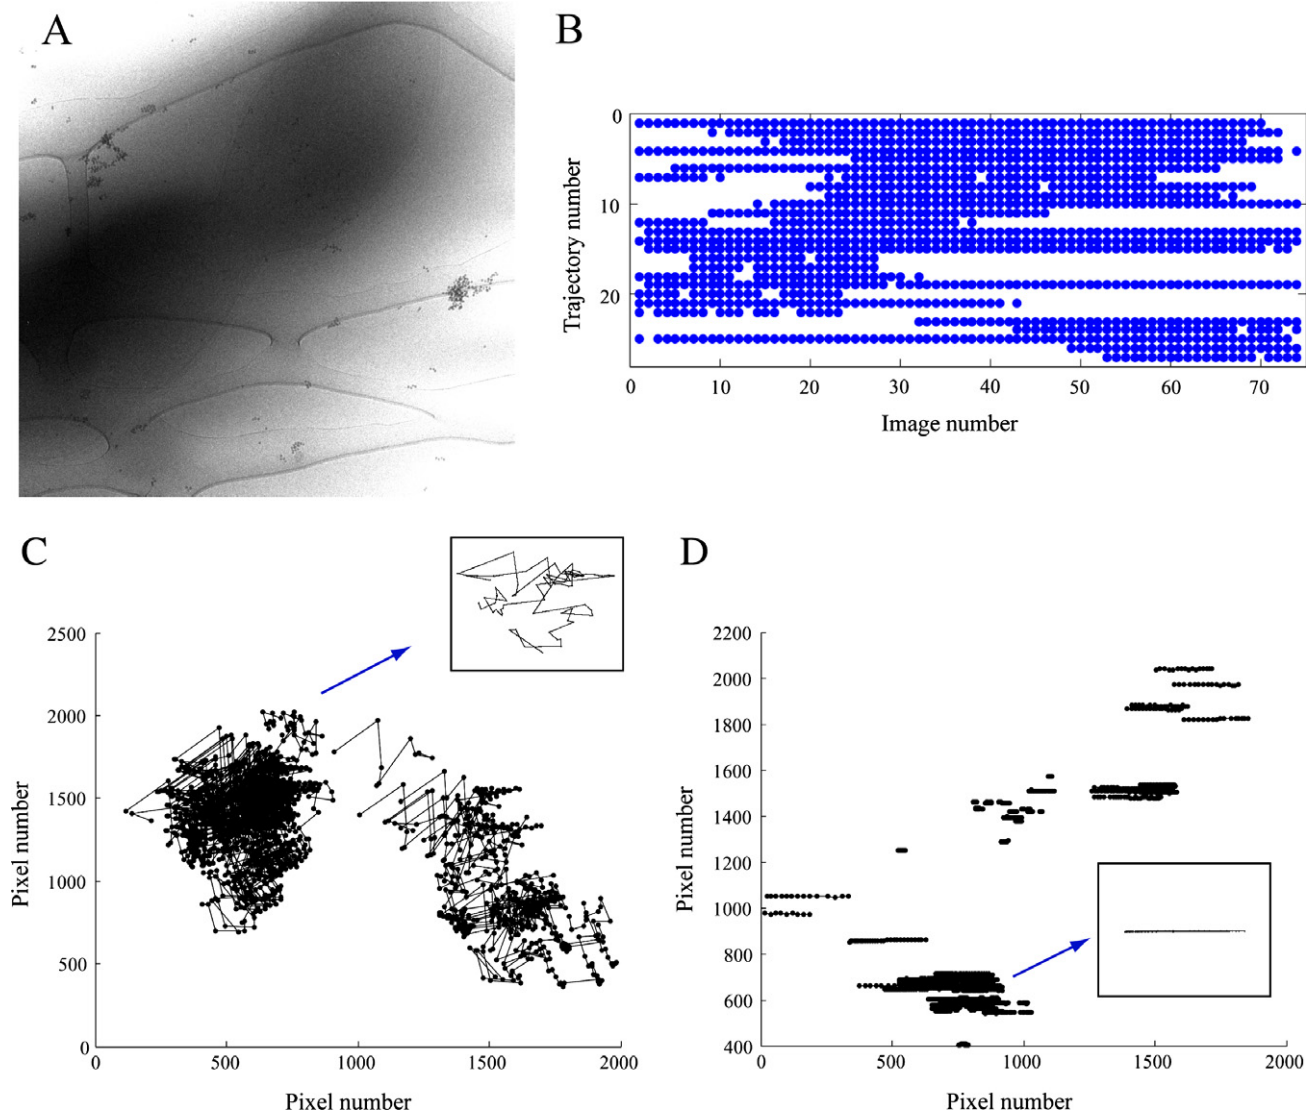 A
B
0
10
20
Trajectory number
0 10 20 30 40 50 60 70
Image number
C
D
2500
2000
1500
1000
500
0
Pixel number
0 500 1000 1500 2000
Pixel number
2200
2000
1800
1600
1400
1200
1000
800
600
400
Pixel number
0 500 1000 1500 2000
Pixel number